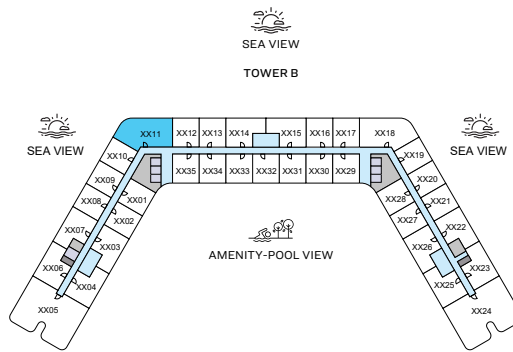 SEA VIEW
TOWER B
SEA VIEW
SEA VIEW
XX11
XX12
XX13
XX14
XX15
XX16
XX17
XX18
XX10
XX19
XX35
XX34
XX33
XX32
XX31
XX30
XX29
XX09
XX20
XX08
XX01
XX28
XX21
XX02
XX27
XX07
XX22
XX03
XX26
AMENITY-POOL VIEW
XX06
XX23
XX04
XX25
XX05
XX24